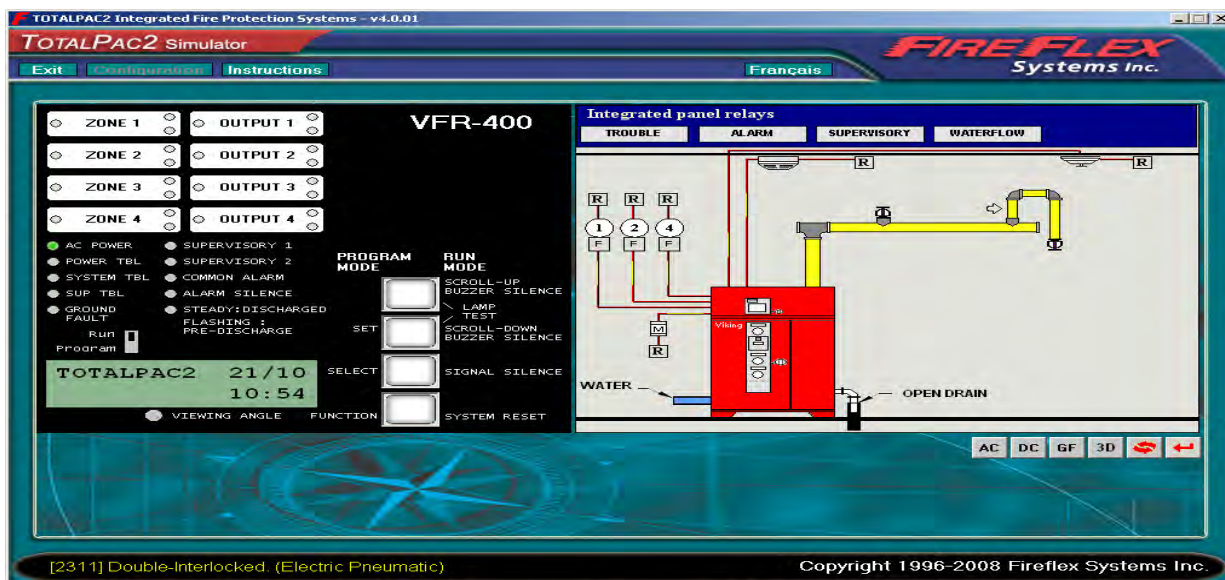 TOTALPAC2 Integrated Fire Protection Systems - v4.0.01
TOTALPAC2 Simulator
FIREFLEX
Systems Inc.
Exit Configuration Instructions Français
VFR-400
ZONE 1 OUTPUT 1
ZONE 2 OUTPUT 2
ZONE 3 OUTPUT 3
ZONE 4 OUTPUT 4
AC POWER SUPERVISORY 1
POWER TBL SUPERVISORY 2
SYSTEM TBL COMMON ALARM
SUP TBL ALARM SILENCE
GROUND FAULT STEADY:DISCHARGED
FLASHING :
PRE-DISCHARGE
Run
Program
PROGRAM MODE
RUN MODE
SCROLL-UP
BUZZER SILENCE
LAMP TEST
SET
SCROLL-DOWN
BUZZER SILENCE
SELECT
SIGNAL SILENCE
FUNCTION
SYSTEM RESET
TOTALPAC2 21/10
10:54
VIEWING ANGLE
Integrated panel relays
TROUBLE ALARM SUPERVISORY WATERFLOW
R R
R R R
1 2 4
F F F
M
R
Viking
WATER
OPEN DRAIN
AC DC GF 3D
[2311] Double-Interlocked. (Electric Pneumatic)
Copyright 1996-2008 Fireflex Systems Inc.